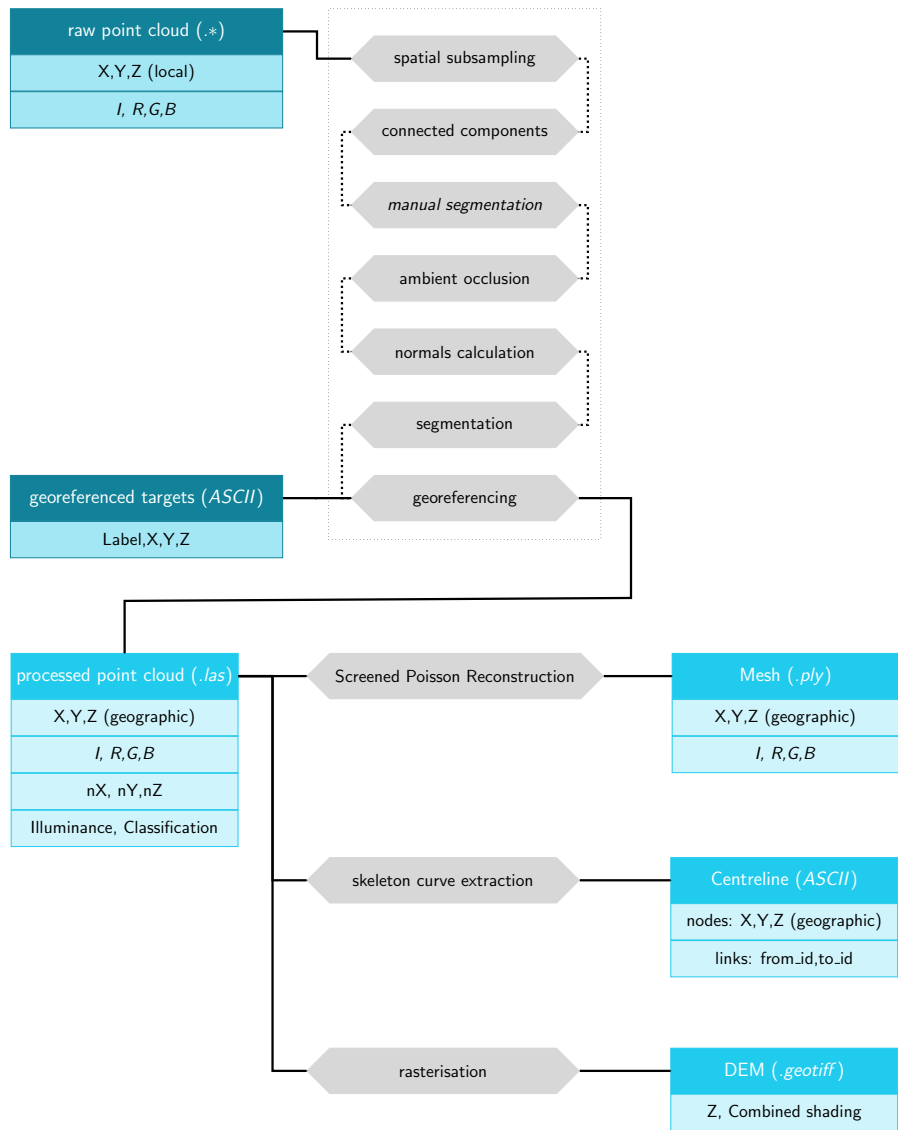 raw point cloud (.*)
X,Y,Z (local)
I, R,G,B
spatial subsampling
connected components
manual segmentation
ambient occlusion
normals calculation
segmentation
georeferencing
georeferenced targets (ASCII)
Label,X,Y,Z
processed point cloud (.las)
X,Y,Z (geographic)
I, R,G,B
nX, nY,nZ
Illuminance, Classification
Screened Poisson Reconstruction
Mesh (.ply)
X,Y,Z (geographic)
I, R,G,B
skeleton curve extraction
Centreline (ASCII)
nodes: X,Y,Z (geographic)
links: from_id,to_id
rasterisation
DEM (.geotiff)
Z, Combined shading